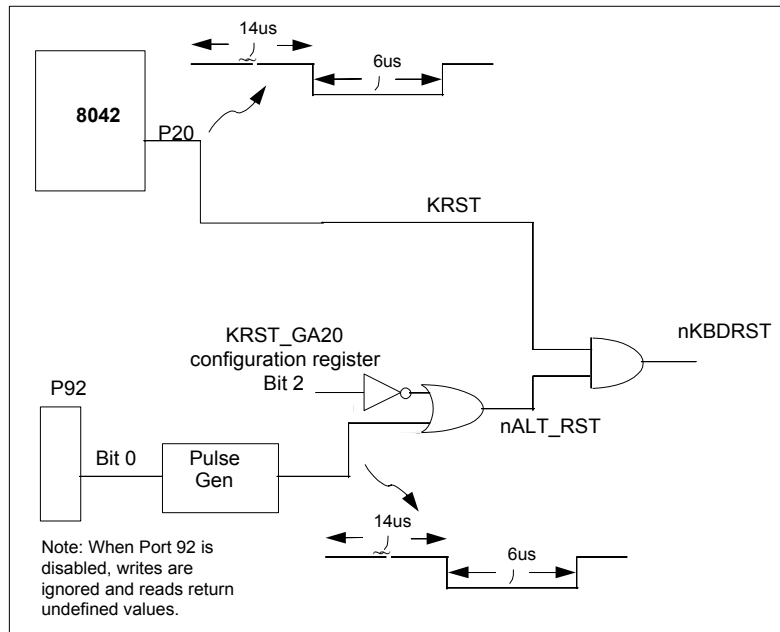 14us
6us
8042
P20
KRST
nKBDRST
KRST_GA20
configuration register
Bit 2
nALT_RST
P92
Bit 0
Pulse
Gen
14us
6us
Note: When Port 92 is
disabled, writes are
ignored and reads return
undefined values.